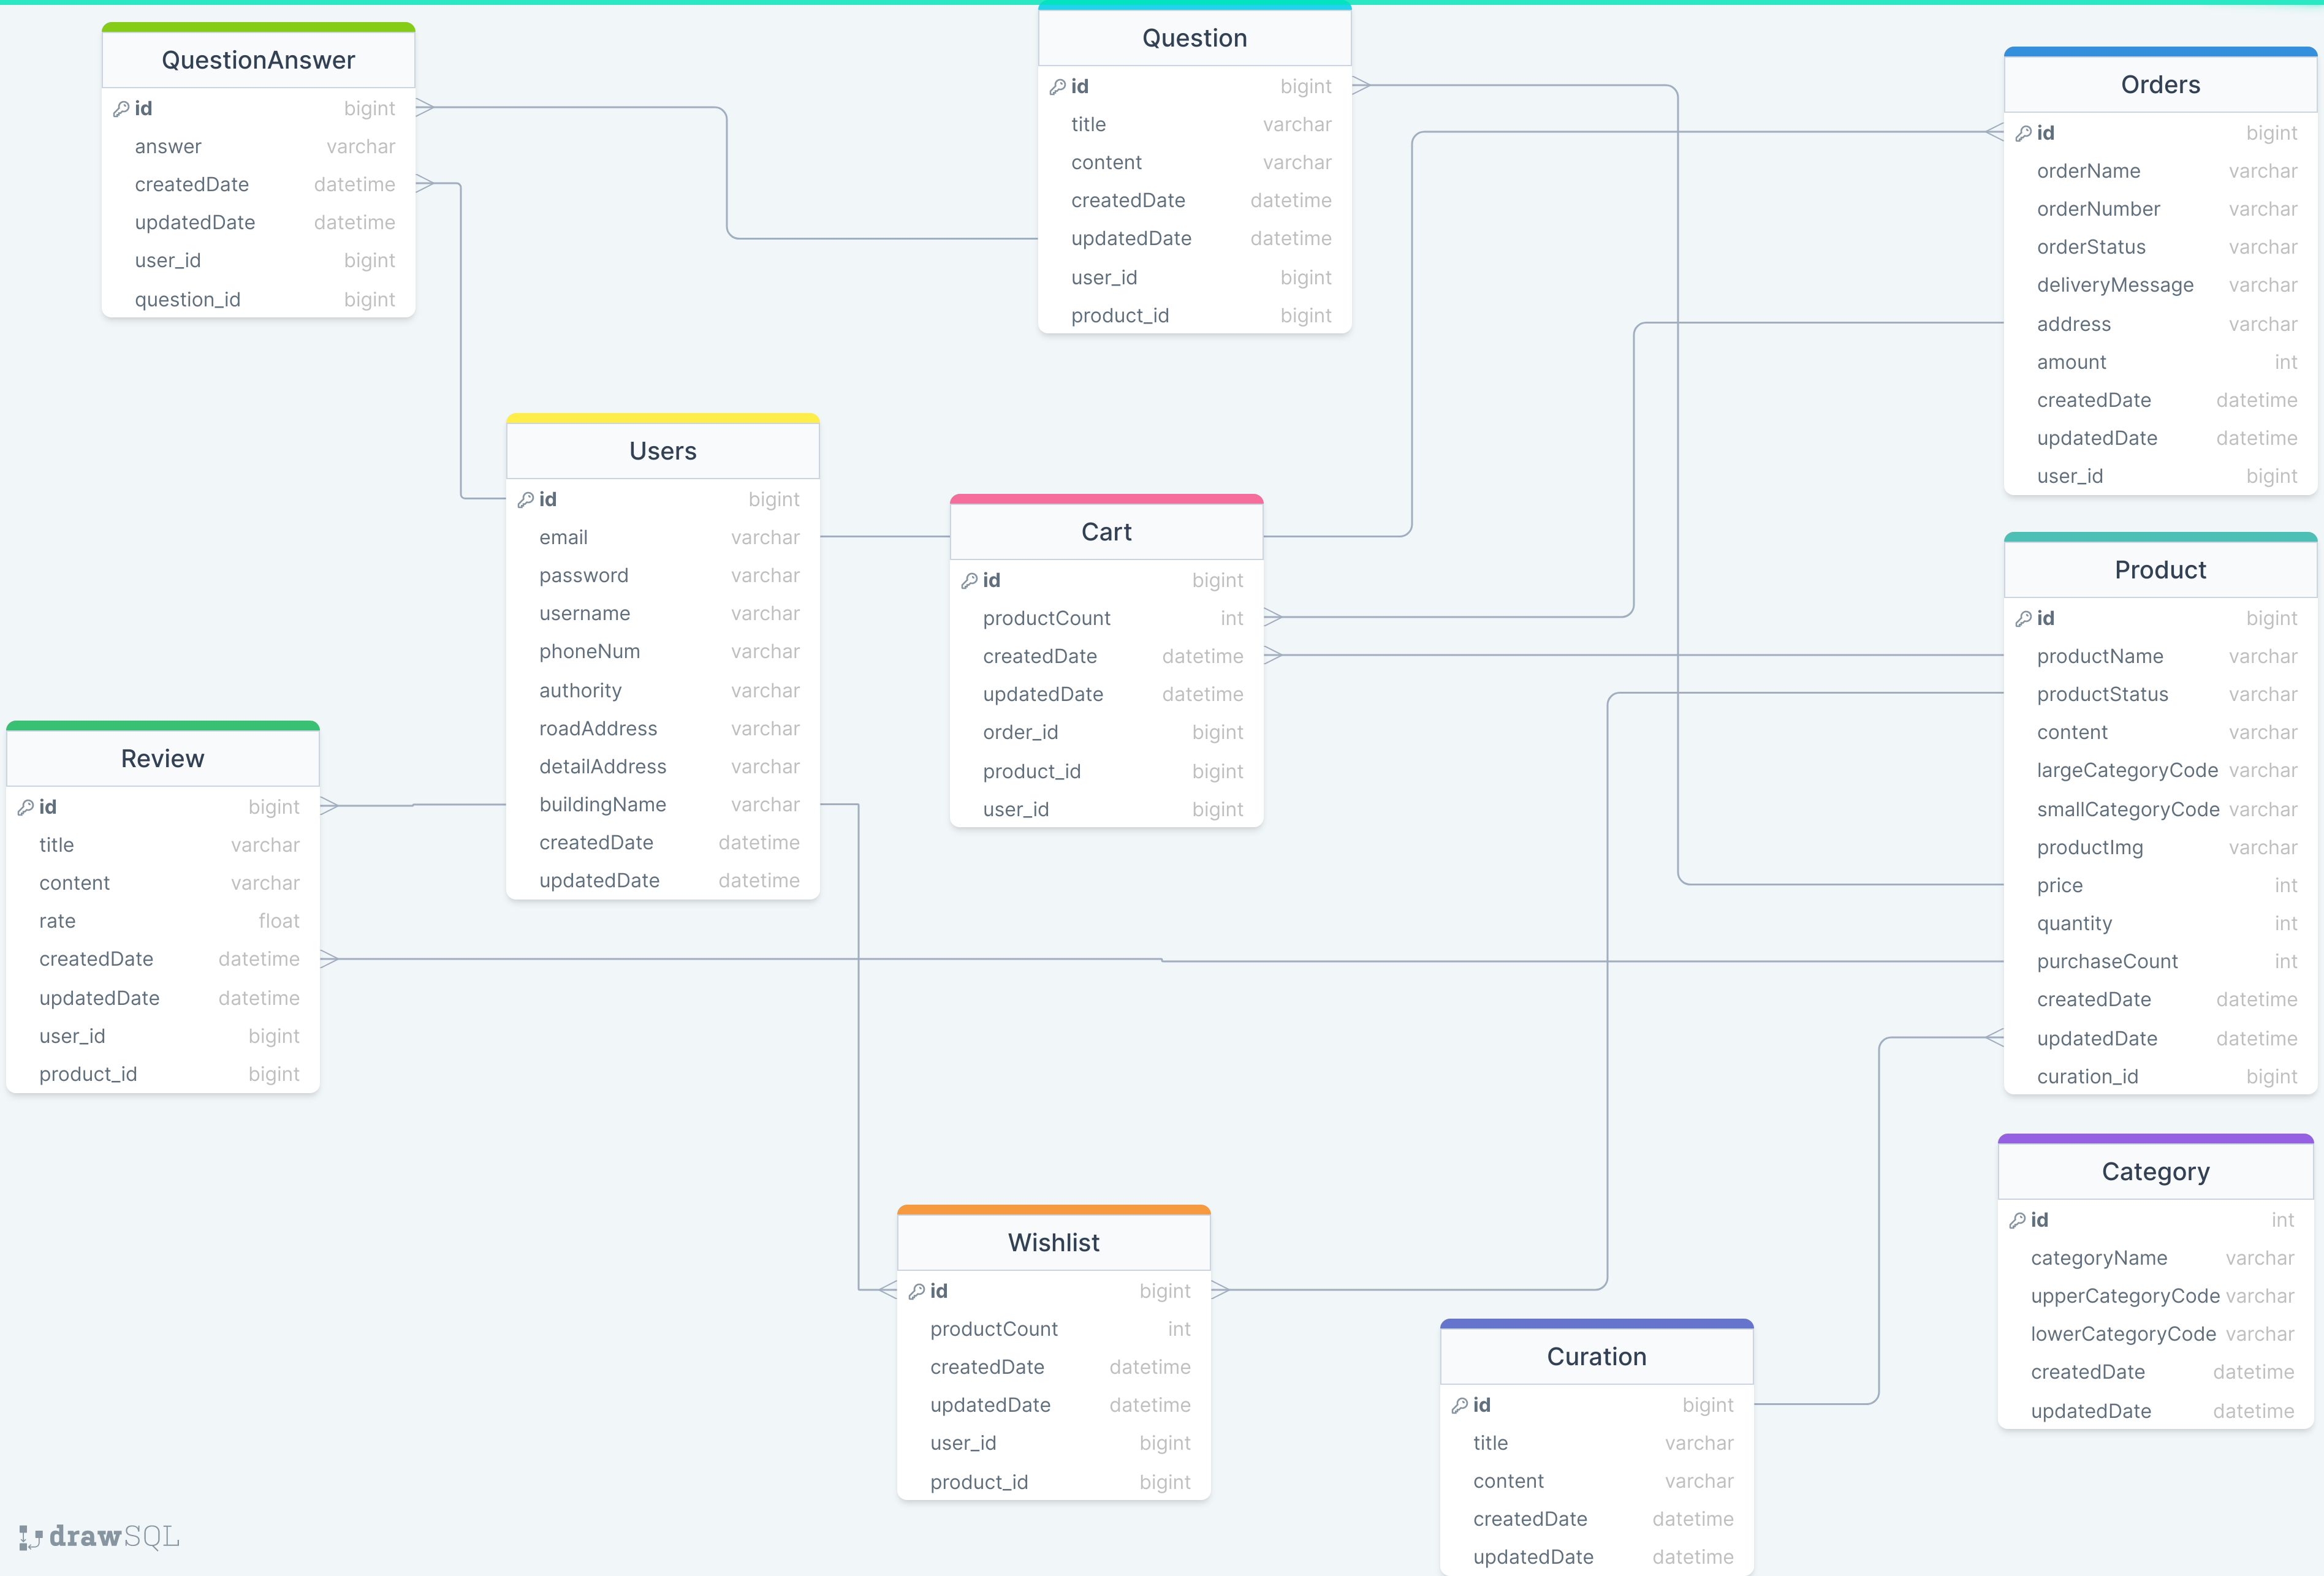 QuestionAnswer
id bigint
answer varchar
createdDate datetime
updatedDate datetime
user_id bigint
question_id bigint
Question
id bigint
title varchar
content varchar
createdDate datetime
updatedDate datetime
user_id bigint
product_id bigint
Orders
id bigint
orderName varchar
orderNumber varchar
orderStatus varchar
deliveryMessage varchar
address varchar
amount int
createdDate datetime
updatedDate datetime
user_id bigint
Users
id bigint
email varchar
password varchar
username varchar
phoneNum varchar
authority varchar
roadAddress varchar
detailAddress varchar
buildingName varchar
createdDate datetime
updatedDate datetime
Cart
id bigint
productCount int
createdDate datetime
updatedDate datetime
order_id bigint
product_id bigint
user_id bigint
Product
id bigint
productName varchar
productStatus varchar
content varchar
largeCategoryCode varchar
smallCategoryCode varchar
productImg varchar
price int
quantity int
purchaseCount int
createdDate datetime
updatedDate datetime
curation_id bigint
Review
id bigint
title varchar
content varchar
rate float
createdDate datetime
updatedDate datetime
user_id bigint
product_id bigint
Category
id int
categoryName varchar
upperCategoryCode varchar
lowerCategoryCode varchar
createdDate datetime
updatedDate datetime
Wishlist
id bigint
productCount int
createdDate datetime
updatedDate datetime
user_id bigint
product_id bigint
Curation
id bigint
title varchar
content varchar
createdDate datetime
updatedDate datetime
drawSQL